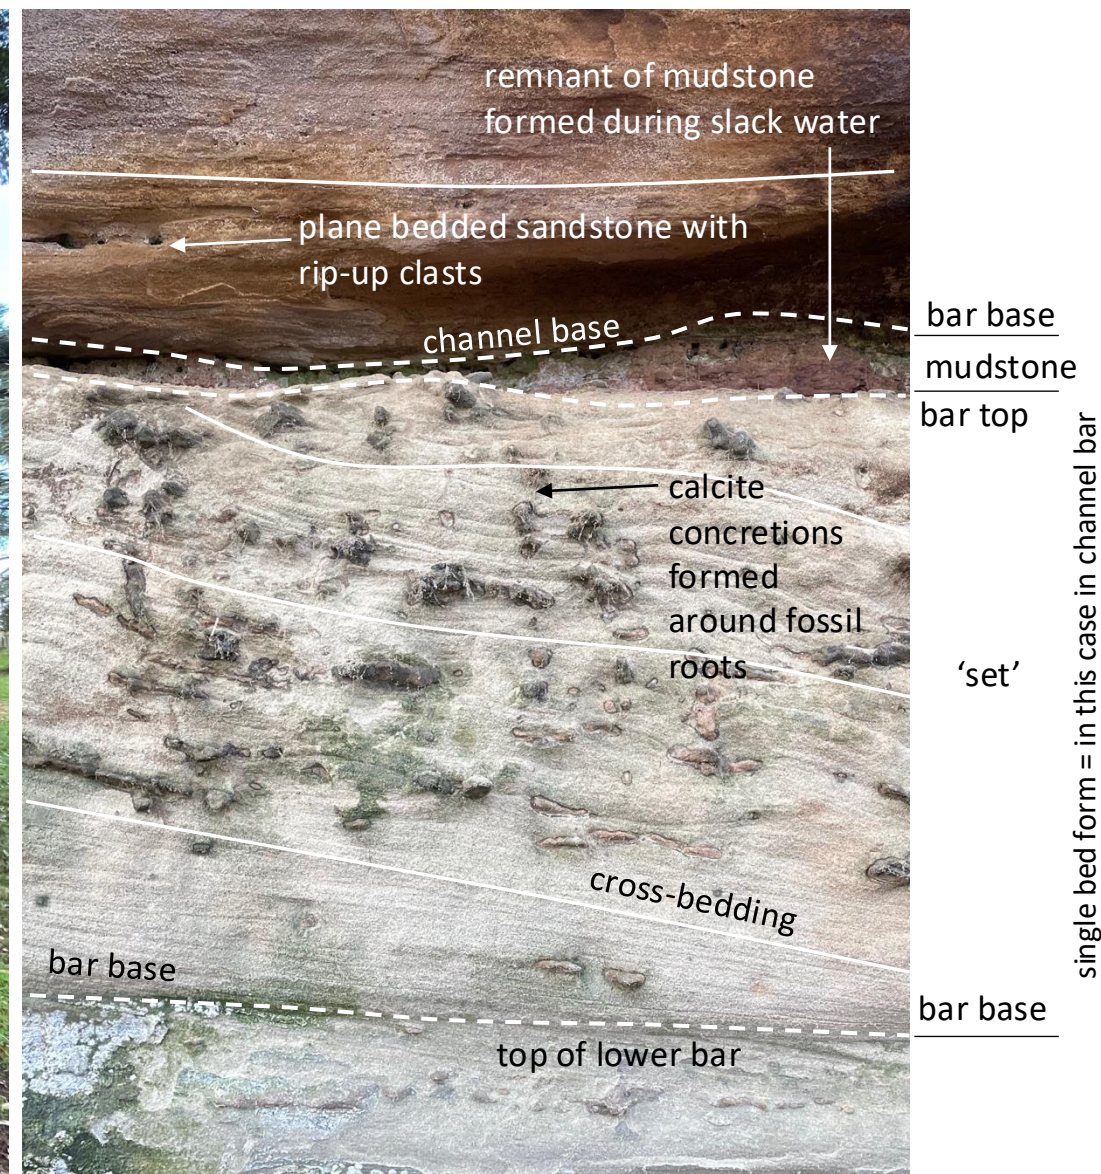 remnant of mudstone
formed during slack water
plane bedded sandstone with
rip-up clasts
channel base
bar base
mudstone
bar top
calcite
concretions
formed
around fossil
roots
‘set’
single bed form = in this case in channel bar
cross-bedding
bar base
bar base
top of lower bar